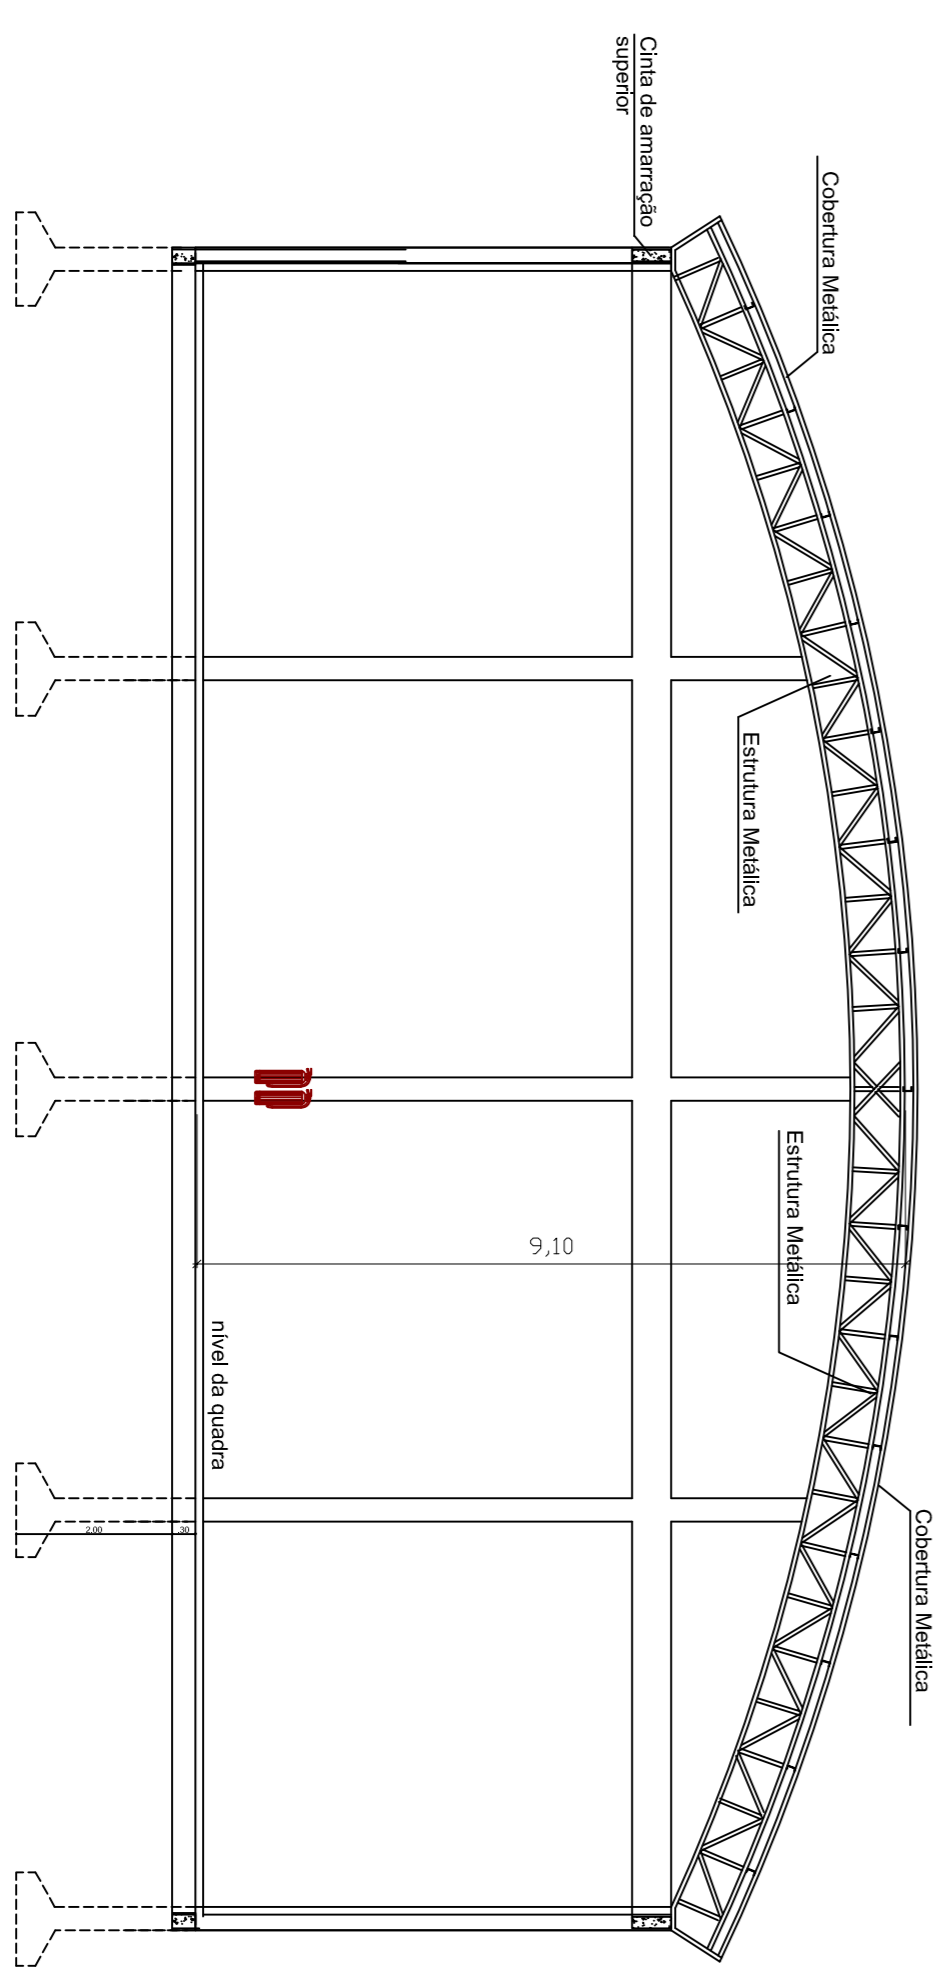 Cinta de amarração
superior
Cobertura Metálica
Estrutura Metálica
Estrutura Metálica
9,10
nível da quadra
Cobertura Metálica
2.00
.30